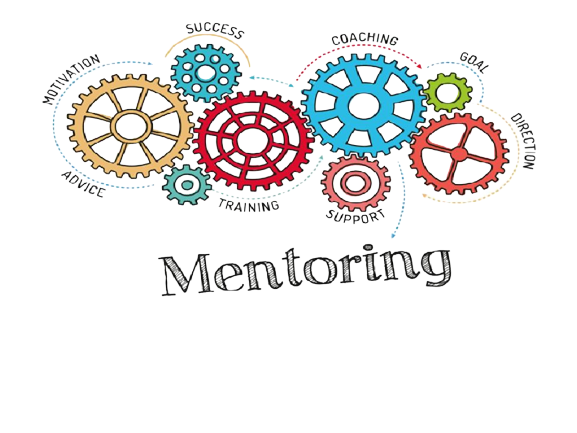 SUCCESS
COACHING
MOTIVATION
GOAL
DIRECTION
ADVICE
TRAINING
SUPPORT
Mentoring